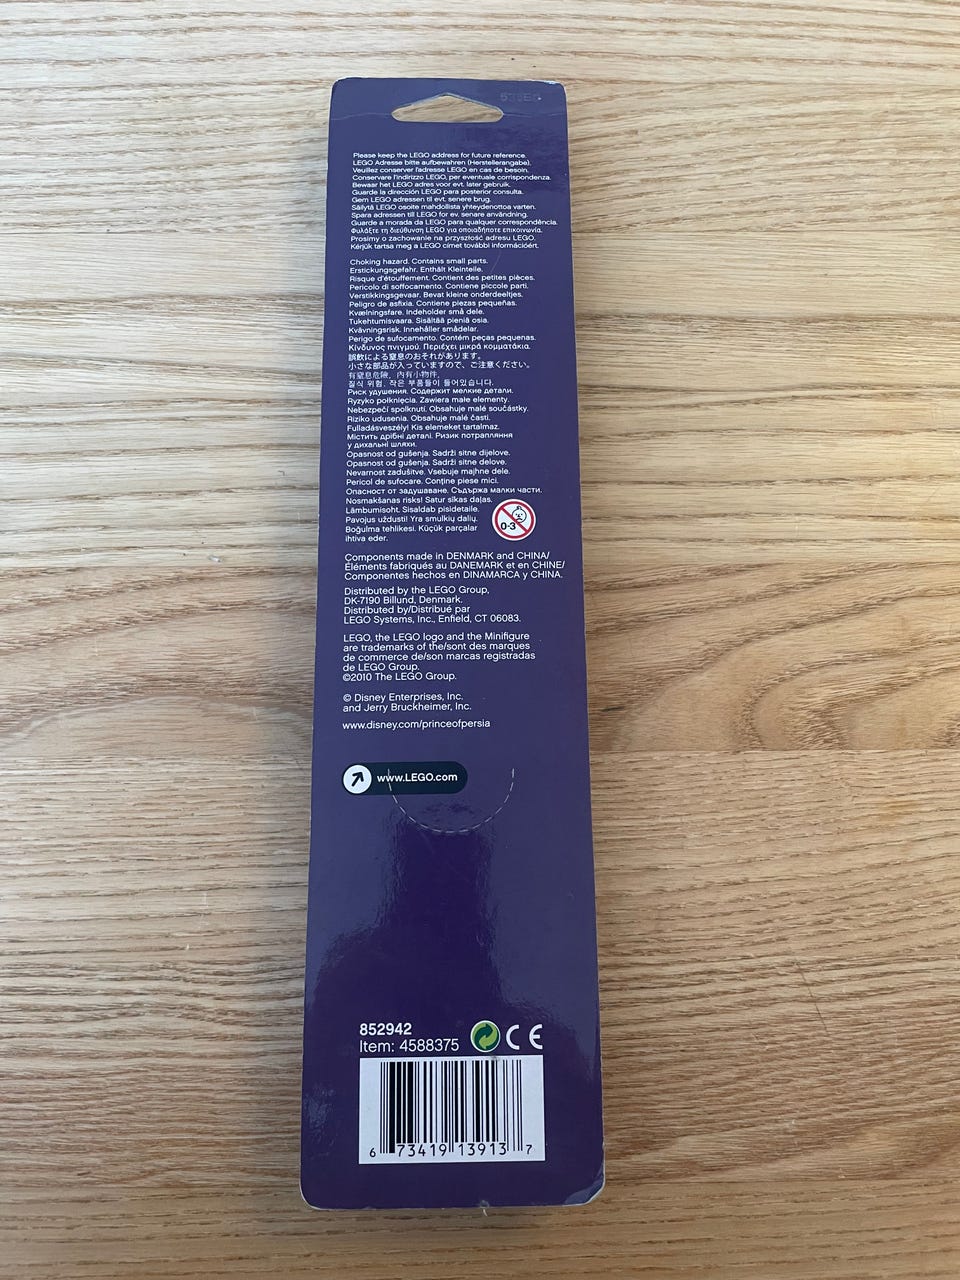 Please keep the LEGO address for future reference.
LEGO Adresse bitte aufbewahren (Herstellerangabe).
Veuillez conserver l'adresse LEGO en cas de besoin.
Conservare l'indirizzo LEGO, per eventuale corrispondenza.
Bewaar het LEGO adres voor evt. later gebruik.
Guarde la dirección LEGO para posterior consulta.
Gem LEGO adressen til evt. senere brug.
Säilytä LEGO osoite mahdollista yhteydenottoa varten.
Spara adressen till LEGO for ev. senare användning.
Guarde a morada da LEGO para qualquer correspondência.
Φυλάξτε τη διεύθυνση LEGO για οποιαδήποτε επικοινωνία.
Prosimy o zachowanie na przyszłość adresu LEGO.
Kérjük tartsa meg a LEGO címet további információért.
Choking hazard. Contains small parts.
Erstickungsgefahr. Enthält Kleinteile.
Risque d'étouffement. Contient des petites pièces.
Pericolo di soffocamento. Contiene piccole parti.
Verstikkingsgevaar. Bevat kleine onderdeeltjes.
Peligro de asfixia. Contiene piezas pequeñas.
Kvælningsfare. Indeholder små dele.
Tukehtumisvaara. Sisältää pieniä osia.
Kvävningsrisk. Innehåller smådelar.
Perigo de sufocamento. Contém peças pequenas.
Κίνδυνος πνιγμού. Περιέχει μικρά κομματάκια.
誤飲による窒息のおそれがあります。
小さな部品が入っていますので、ご注意ください。
有窒息危險，內有小物件。
질식 위험. 작은 부품들이 들어있습니다.
Риск удушения. Содержит мелкие детали.
Ryzyko połknięcia. Zawiera małe elementy.
Nebezpečí spolknutí. Obsahuje malé součástky.
Riziko udusenia. Obsahuje malé časti.
Fulladásveszély! Kis elemeket tartalmaz.
Містить дрібні деталі. Ризик потрапляння
у дихальні шляхи.
Opasnost od gušenja. Sadrži sitne dijelove.
Opasnost od gušenja. Sadrži sitne delove.
Nevarnost zadušitve. Vsebuje majhne dele.
Pericol de sufocare. Conține piese mici.
Опасност от задушаване. Съдържа малки части.
Nosmakšanas risks! Satur sīkas daļas.
Lämbumisoht. Sisaldab pisidetaile.
Pavojus uždusti! Yra smulkių dalių.
Boğulma tehlikesi. Küçük parçalar
ihtiva eder.
0-3
Components made in DENMARK and CHINA/
Éléments fabriqués au DANEMARK et en CHINE/
Componentes hechos en DINAMARCA y CHINA.
Distributed by the LEGO Group,
DK-7190 Billund, Denmark.
Distributed by/Distribué par
LEGO Systems, Inc., Enfield, CT 06083.
LEGO, the LEGO logo and the Minifigure
are trademarks of the/sont des marques
de commerce de/son marcas registradas
de LEGO Group.
©2010 The LEGO Group.
© Disney Enterprises, Inc.
and Jerry Bruckheimer, Inc.
www.disney.com/princeofpersia
www.LEGO.com
852942
Item: 4588375
CE
6 73419 13913 7